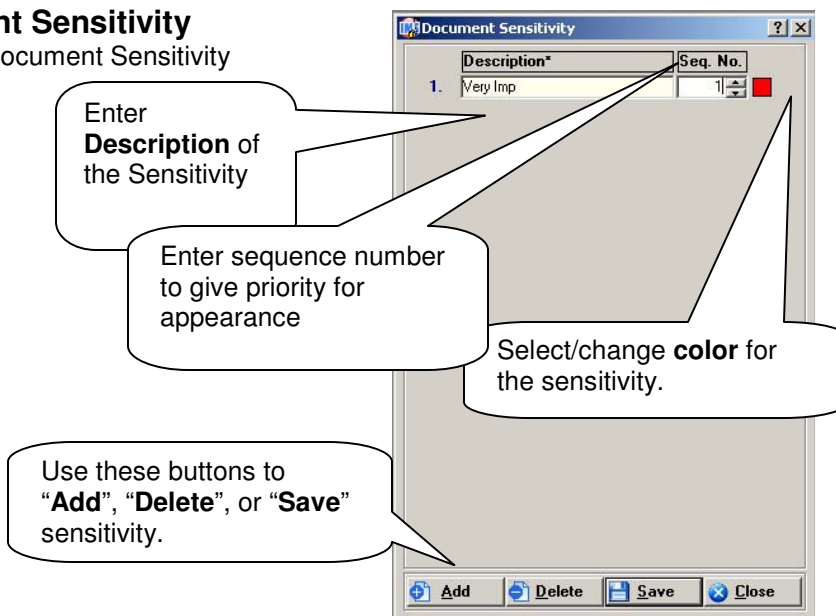 nt Sensitivity
ocument Sensitivity
Document Sensitivity
Description* Seq. No.
1. Very Imp 1
Enter
Description of
the Sensitivity
Enter sequence number
to give priority for
appearance
Select/change color for
the sensitivity.
Use these buttons to
“Add”, “Delete”, or “Save”
sensitivity.
Add Delete Save Close